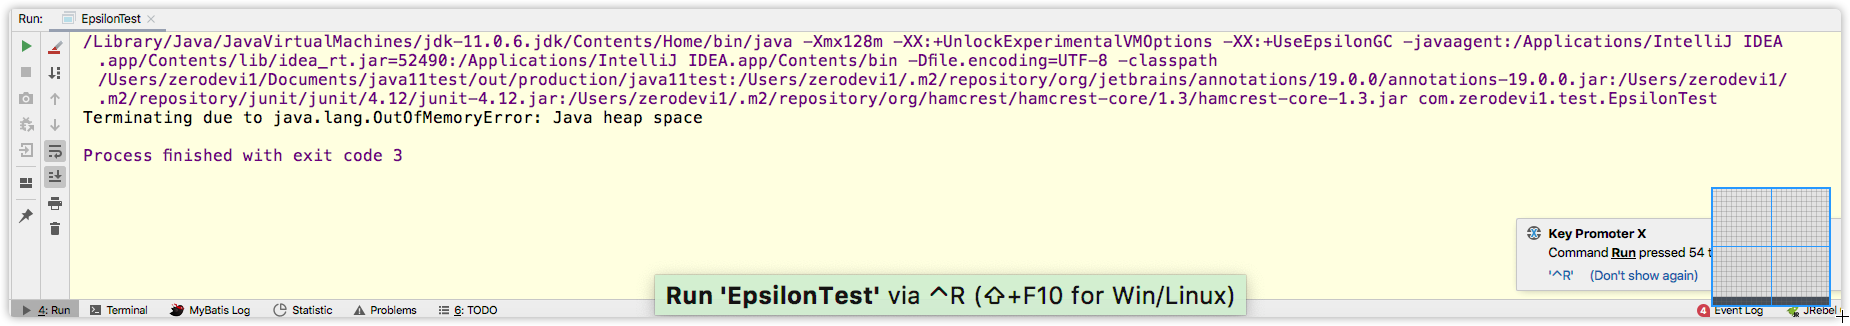 Run: EpsilonTest ×
/Library/Java/JavaVirtualMachines/jdk-11.0.6.jdk/Contents/Home/bin/java -Xmx128m -XX:+UnlockExperimentalVMOptions -XX:+UseEpsilonGC -javaagent:/Applications/IntelliJ IDEA
.app/Contents/lib/idea_rt.jar=52490:/Applications/IntelliJ IDEA.app/Contents/bin -Dfile.encoding=UTF-8 -classpath
/Users/zerodevi1/Documents/java11test/out/production/java11test:/Users/zerodevi1/.m2/repository/org/jetbrains/annotations/19.0.0/annotations-19.0.0.jar:/Users/zerodevi1/
.m2/repository/junit/junit/4.12/junit-4.12.jar:/Users/zerodevi1/.m2/repository/org/hamcrest/hamcrest-core/1.3/hamcrest-core-1.3.jar com.zerodevi1.test.EpsilonTest
Terminating due to java.lang.OutOfMemoryError: Java heap space
Process finished with exit code 3
Key Promoter X
Command Run pressed 54 t
'^R' (Don't show again)
Run 'EpsilonTest' via ^R (⇧+F10 for Win/Linux)
4: Run Terminal MyBatis Log Statistic Problems 6: TODO 4 Event Log JRebel